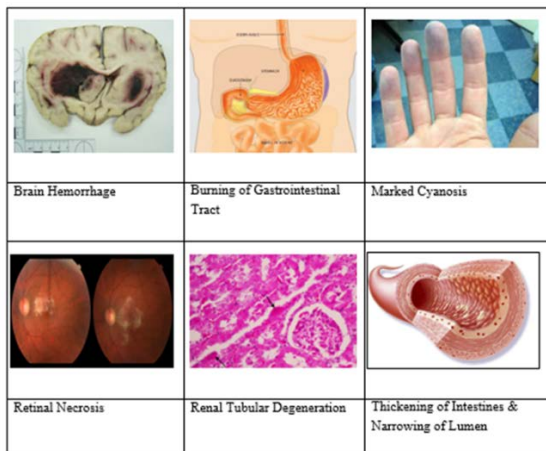 Brain Hemorrhage
Burning of Gastrointestinal
Tract
Marked Cyanosis
Retinal Necrosis
Renal Tubular Degeneration
Thickening of Intestines &
Narrowing of Lumen